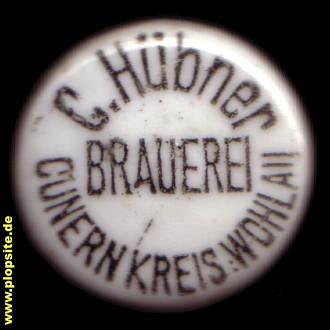 C. Hübner
BRAUEREI
CUNERN KREIS. WOHLAU
www.plopsite.de